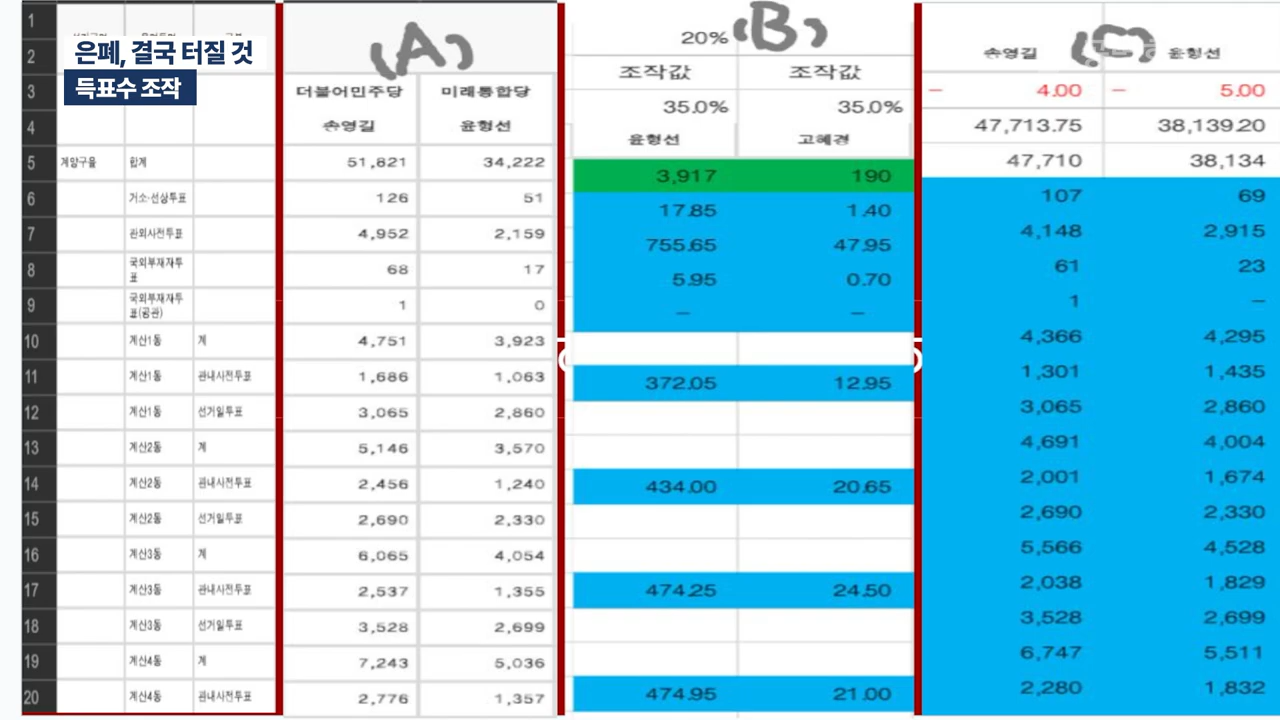 은폐, 결국 터질 것
득표수 조작
(A) 20% (B) 송영길 (C) 윤형선
더불어민주당 미래통합당 조작값 조작값 - 4.00 - 5.00
송영길 윤형선 35.0% 35.0% 47,713.75 38,139.20
윤형선 고혜경
1
2
3
4
5 계양구을 합계 51,821 34,222 3,917 190 47,710 38,134
6 거소·선상투표 126 51 17.85 1.40 107 69
7 관외사전투표 4,952 2,159 755.65 47.95 4,148 2,915
8 국외부재자투표 68 17 5.95 0.70 61 23
9 국외부재자투표(공관) 1 0 – – 1 –
10 계산1동 계 4,751 3,923 4,366 4,295
11 계산1동 관내사전투표 1,686 1,063 372.05 12.95 1,301 1,435
12 계산1동 선거일투표 3,065 2,860 3,065 2,860
13 계산2동 계 5,146 3,570 4,691 4,004
14 계산2동 관내사전투표 2,456 1,240 434.00 20.65 2,001 1,674
15 계산2동 선거일투표 2,690 2,330 2,690 2,330
16 계산3동 계 6,065 4,054 5,566 4,528
17 계산3동 관내사전투표 2,537 1,355 474.25 24.50 2,038 1,829
18 계산3동 선거일투표 3,528 2,699 3,528 2,699
19 계산4동 계 7,243 5,036 6,747 5,511
20 계산4동 관내사전투표 2,776 1,357 474.95 21.00 2,280 1,832